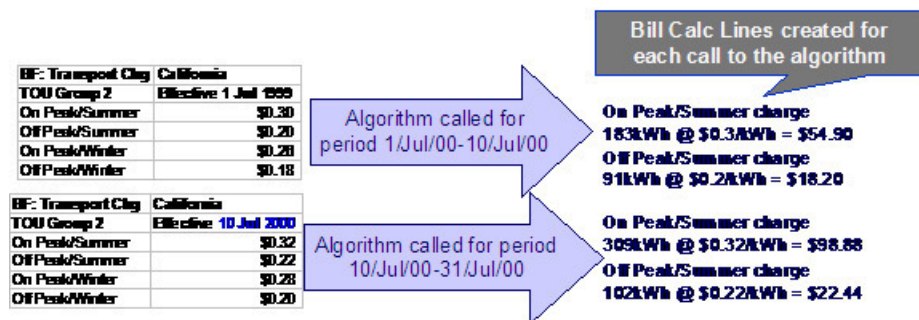 Bill Calc Lines created for
each call to the algorithm
BF: Transport Chg California
TOU Group 2 Effective 1 Jul 1999
On Peak/Summer $0.30
Off Peak/Summer $0.20
On Peak/Winter $0.26
Off Peak/Winter $0.18
Algorithm called for
period 1/Jul/00-10/Jul/00
On Peak/Summer charge
183kWh @ $0.3/kWh = $54.90
Off Peak/Summer charge
91kWh @ $0.2/kWh = $18.20
BF: Transport Chg California
TOU Group 2 Effective 10 Jul 2000
On Peak/Summer $0.32
Off Peak/Summer $0.22
On Peak/Winter $0.28
Off Peak/Winter $0.20
Algorithm called for period
10/Jul/00-31/Jul/00
On Peak/Summer charge
309kWh @ $0.32/kWh = $98.88
Off Peak/Summer charge
102kWh @ $0.22/kWh = $22.44